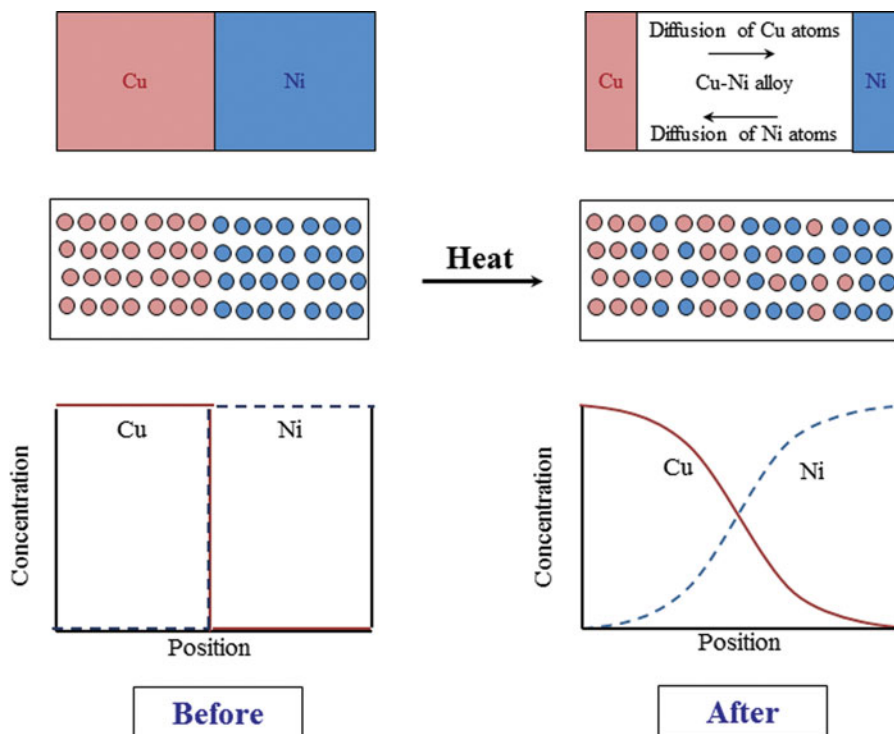 Cu
Ni
Diffusion of Cu atoms
Cu
Cu-Ni alloy
Ni
Diffusion of Ni atoms
Heat
Concentration
Cu
Ni
Position
Concentration
Cu
Ni
Position
Before
After